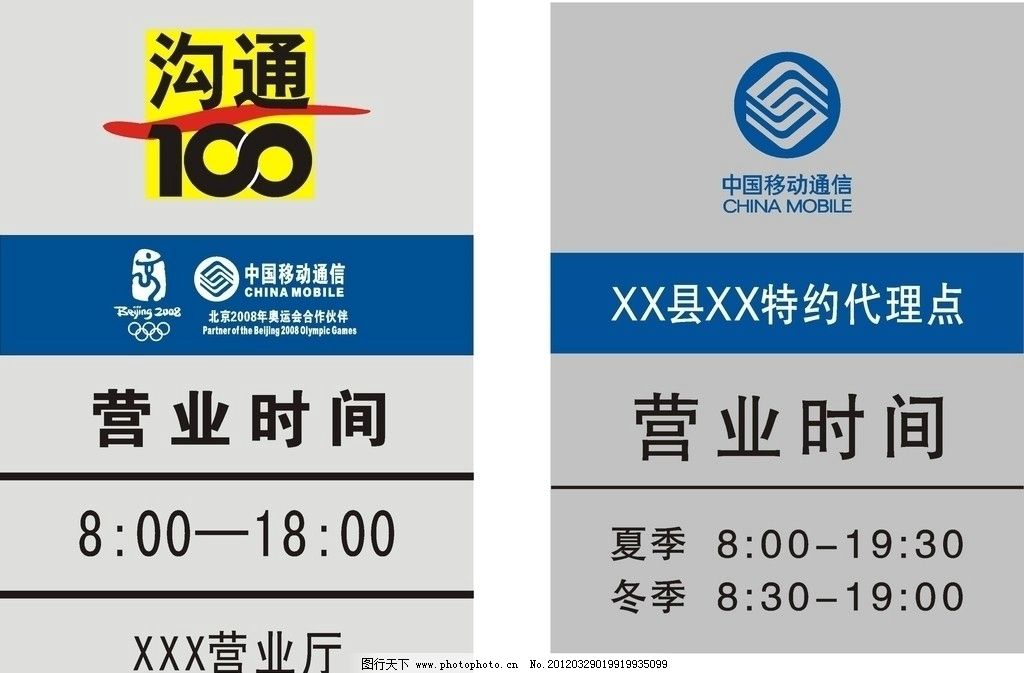 沟通
100
Beijing 2008
中国移动通信
CHINA MOBILE
北京2008年奥运会合作伙伴
Partner of the Beijing 2008 Olympic Games
营业时间
8:00—18:00
XXX营业厅
中国移动通信
CHINA MOBILE
XX县XX特约代理点
营业时间
夏季 8:00-19:30
冬季 8:30-19:00
图行天下 www.photophoto.cn No.20120329019919935099